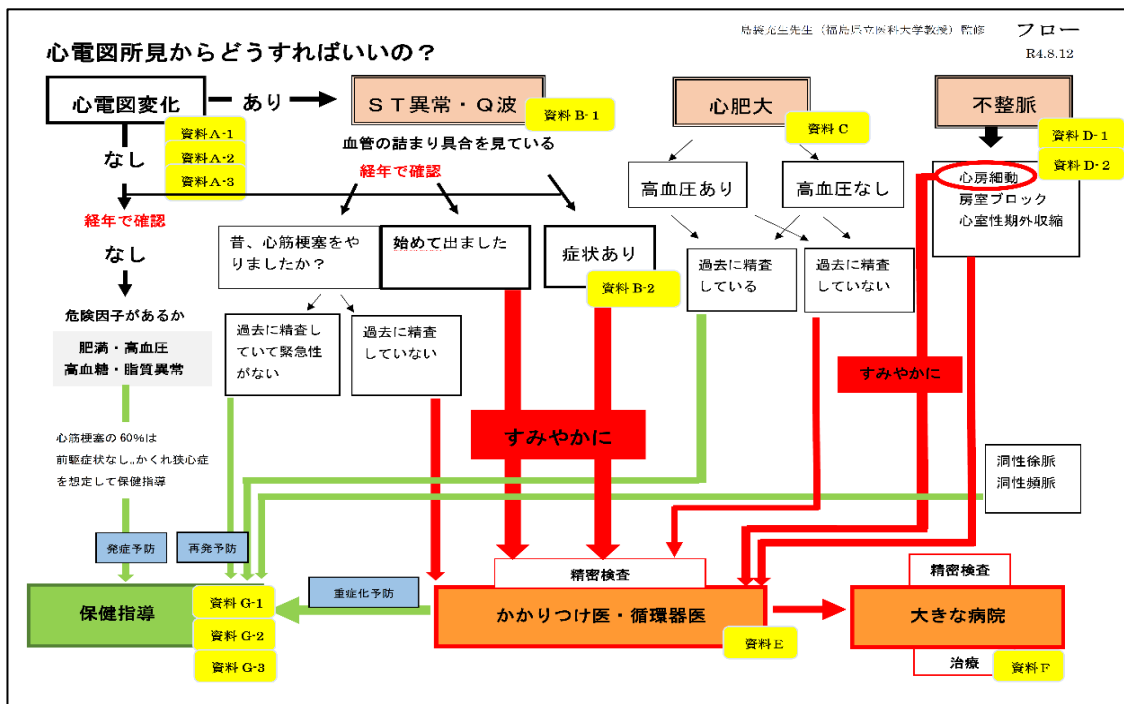 心電図所見からどうすればいいの？
島袋充生先生（福島県立医科大学教授）監修
フロー
R4.8.12
心電図変化
あり
ＳＴ異常・Ｑ波
心肥大
不整脈
資料A-1
資料A-2
資料A-3
資料 B-1
資料 C
資料 D-1
資料 D-2
なし
血管の詰まり具合を見ている
経年で確認
経年で確認
高血圧あり
高血圧なし
心房細動
房室ブロック
心室性期外収縮
なし
昔、心筋梗塞をや
りましたか？
始めて出ました
症状あり
資料 B-2
過去に精査
している
過去に精査
していない
危険因子があるか
肥満・高血圧
高血糖・脂質異常
過去に精査し
ていて緊急性
がない
過去に精査
していない
すみやかに
すみやかに
心筋梗塞の 60％は
前駆症状なし..かくれ狭心症
を想定して保健指導
洞性徐脈
洞性頻脈
発症予防
再発予防
精密検査
精密検査
保健指導
資料 G-1
資料 G-2
資料 G-3
重症化予防
かかりつけ医・循環器医
資料 E
大きな病院
治療
資料 F